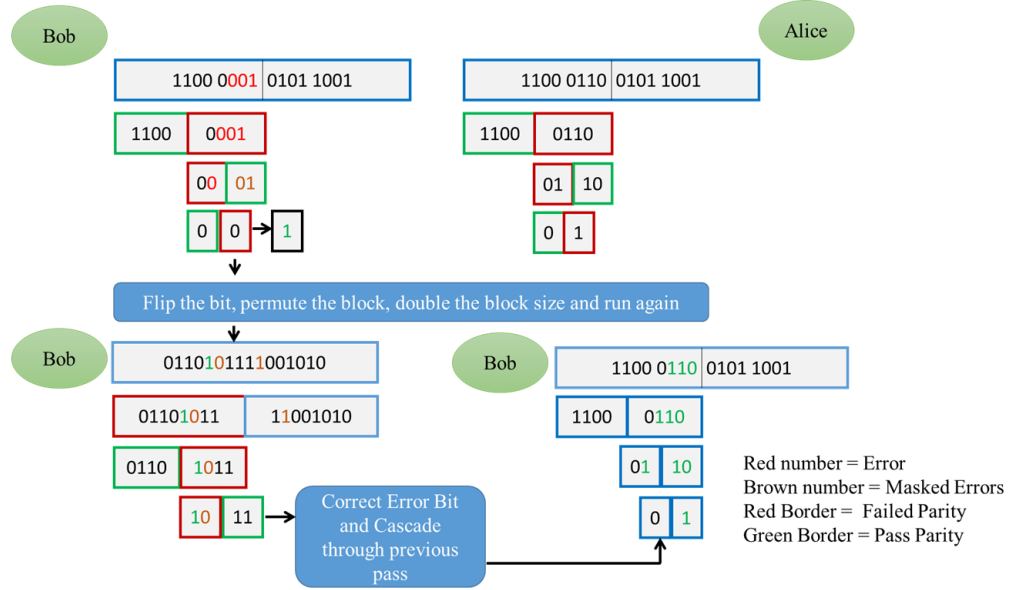 Bob
Alice
1100 0001 0101 1001
1100 0110 0101 1001
1100 0001
1100 0110
00 01
01 10
0 0 1
0 1
Flip the bit, permute the block, double the block size and run again
Bob
Bob
0110101111001010
1100 0110 0101 1001
01101011 11001010
1100 0110
0110 1011
01 10
10 11
0 1
Correct Error Bit
and Cascade
through previous
pass
Red number = Error
Brown number = Masked Errors
Red Border = Failed Parity
Green Border = Pass Parity